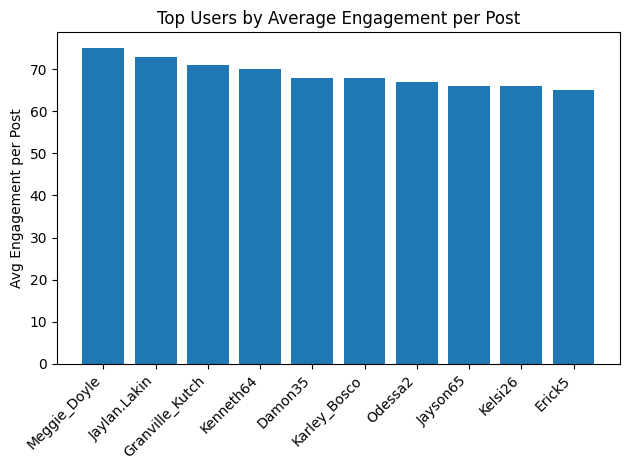 Top Users by Average Engagement per Post
Avg Engagement per Post
70
60
50
40
30
20
10
0
Meggie_Doyle
Jaylan.Lakin
Granville_Kutch
Kenneth64
Damon35
Karley_Bosco
Odessa2
Jayson65
Kelsi26
Erick5